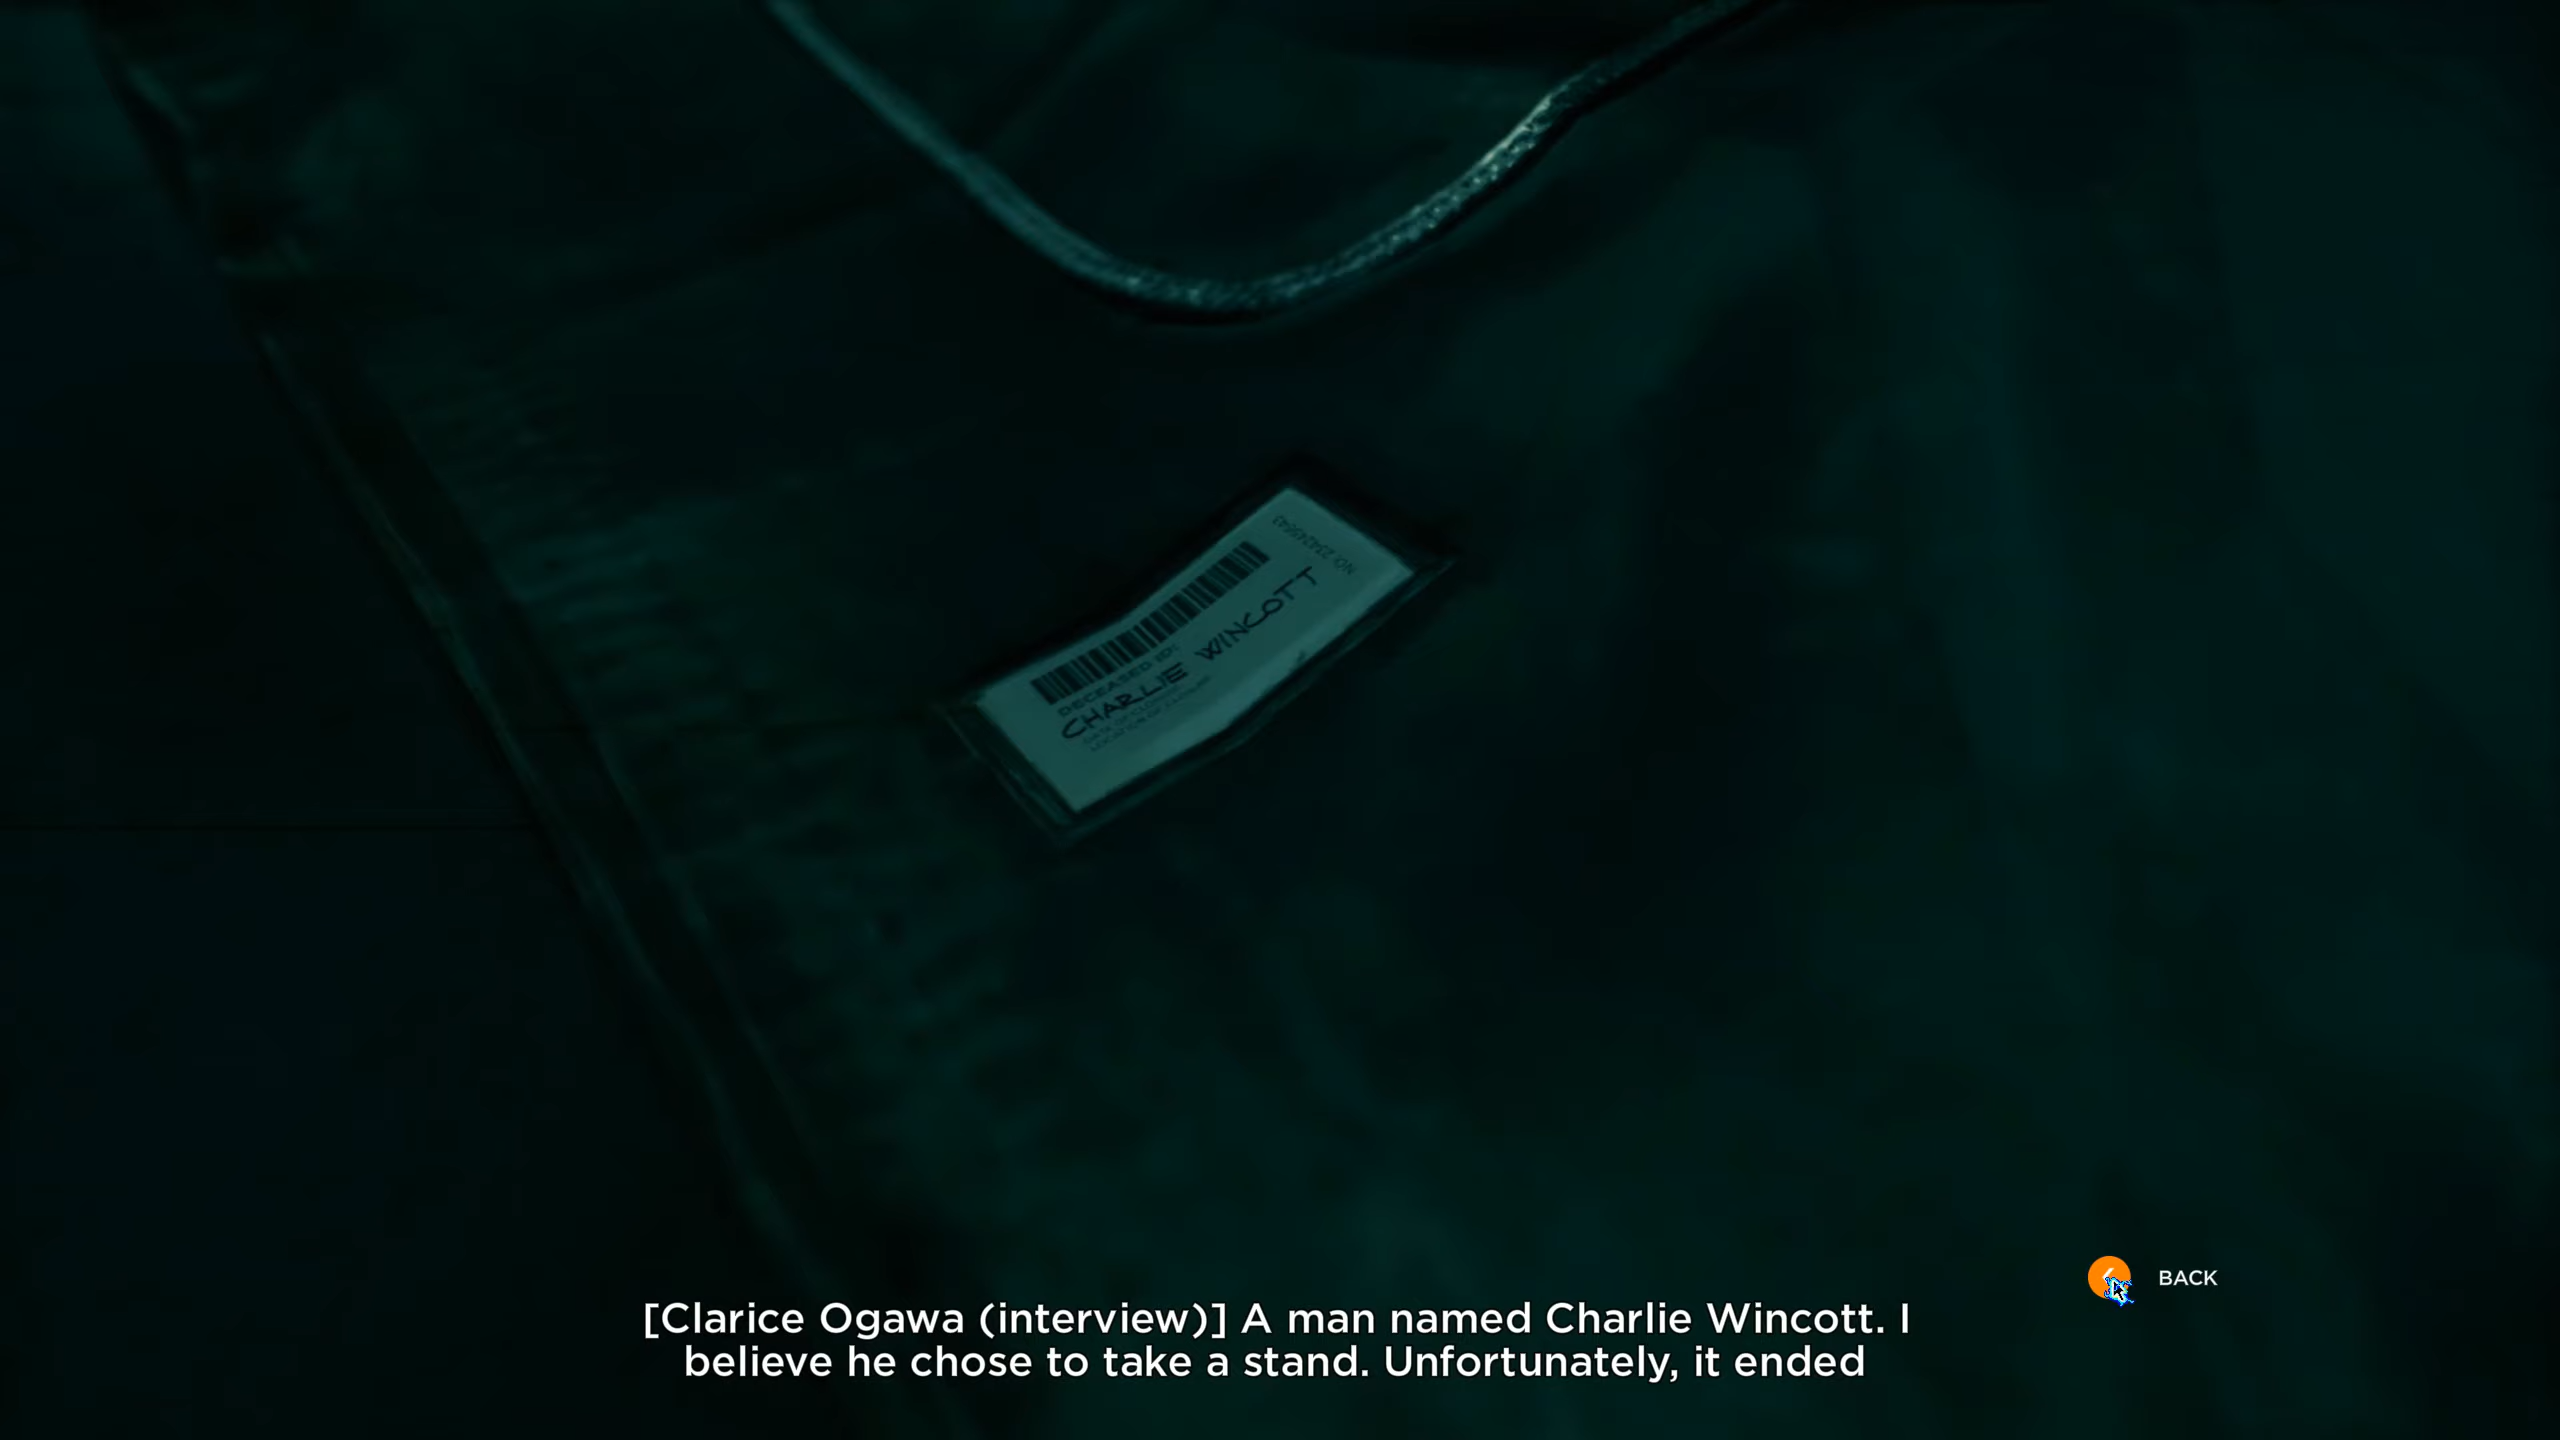 DECEASED ID:
CHARLIE WINCOTT
BACK
[Clarice Ogawa (interview)] A man named Charlie Wincott. I
believe he chose to take a stand. Unfortunately, it ended